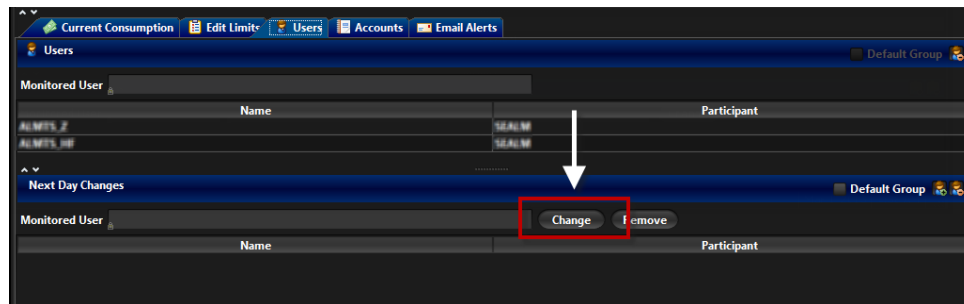 Current Consumption Edit Limits Users Accounts Email Alerts
Users Default Group
Monitored User
Name Participant
Next Day Changes Default Group
Monitored User Change Remove
Name Participant